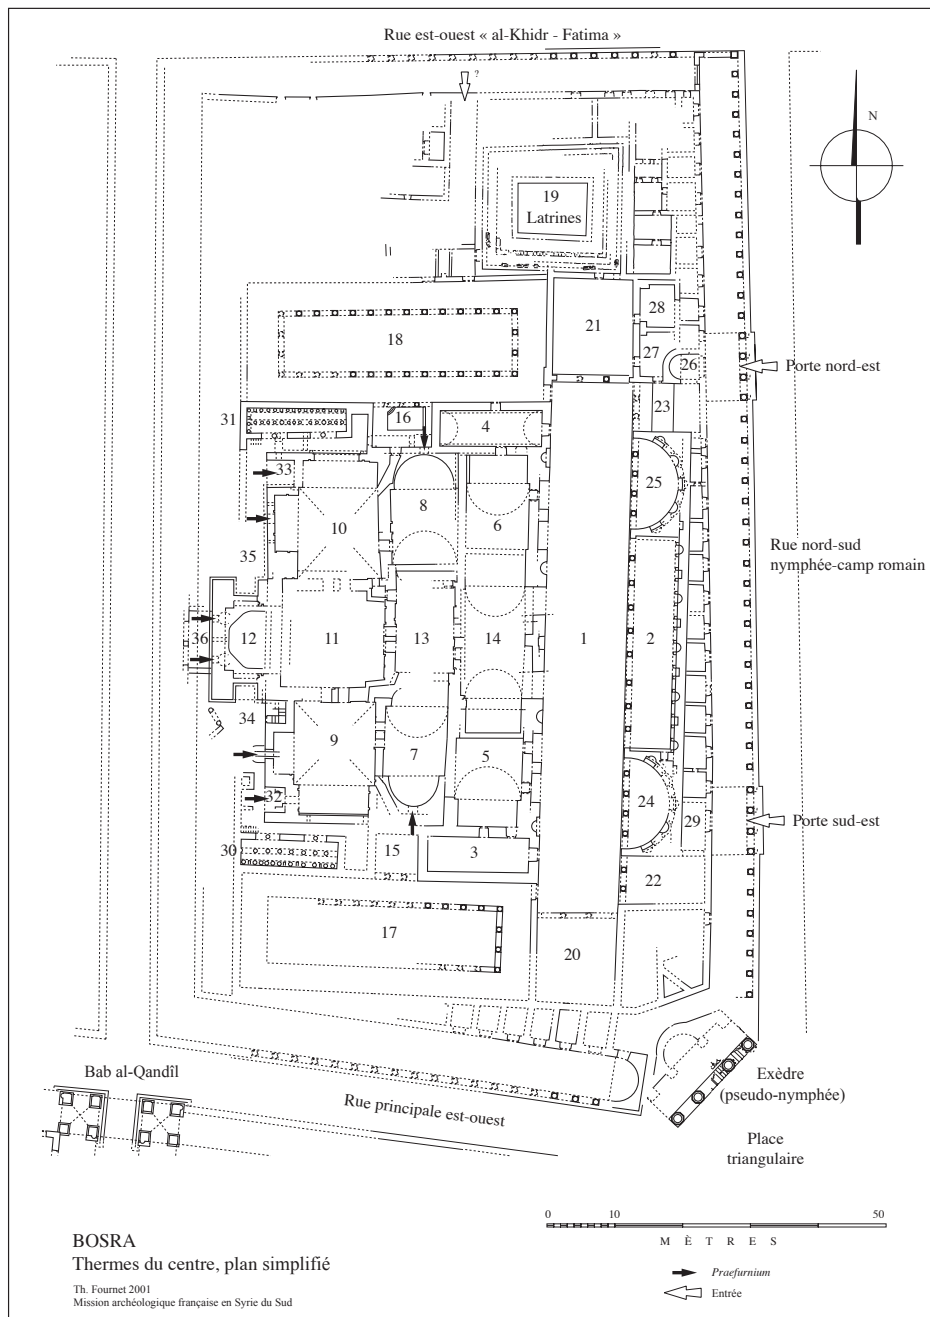 Rue est-ouest « al-Khidr - Fatima »
?
N
19
Latrines
28
21
18
27
26
Porte nord-est
31
16
23
4
33
25
8
10
6
Rue nord-sud
nymphée-camp romain
35
36
12
11
13
14
1
2
34
9
7
5
32
24
29
Porte sud-est
30
15
3
22
17
20
Bab al-Qandîl
Rue principale est-ouest
Exèdre
(pseudo-nymphée)
Place
triangulaire
0 10 50
M È T R E S
BOSRA
Thermes du centre, plan simplifié
Praefurnium
Entrée
Th. Fournet 2001
Mission archéologique française en Syrie du Sud